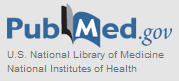 PubMed.gov
U.S. National Library of Medicine
National Institutes of Health